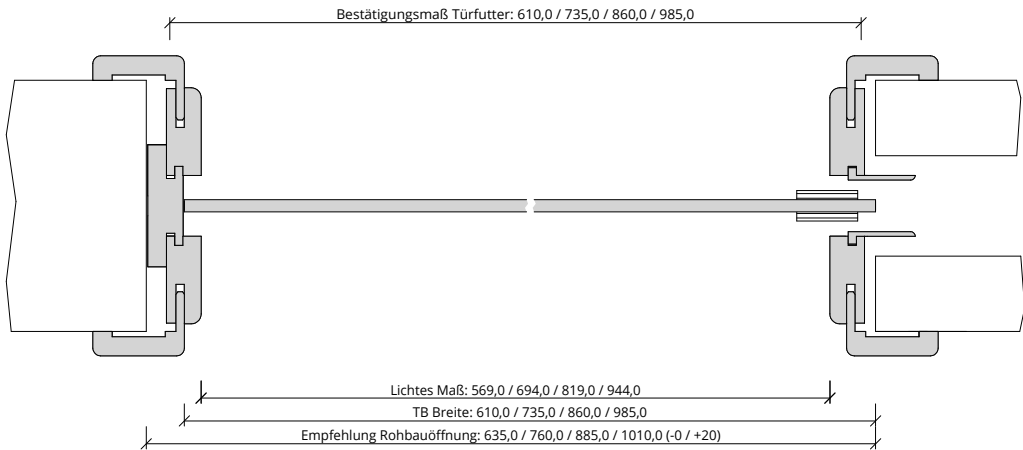 Bestätigungsmaß Türfutter: 610,0 / 735,0 / 860,0 / 985,0
Lichtes Maß: 569,0 / 694,0 / 819,0 / 944,0
TB Breite: 610,0 / 735,0 / 860,0 / 985,0
Empfehlung Rohbauöffnung: 635,0 / 760,0 / 885,0 / 1010,0 (-0 / +20)